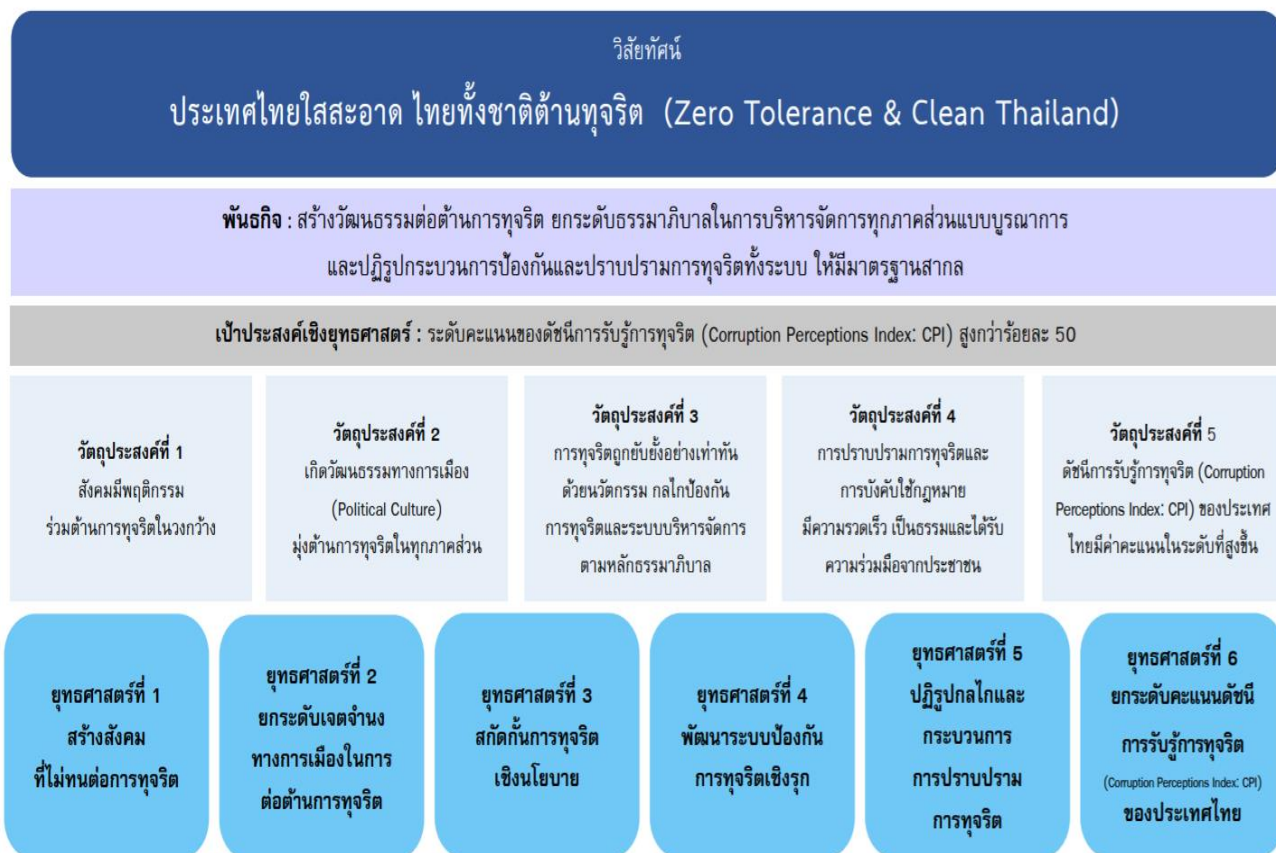 วิสัยทัศน์
ประเทศไทยใสสะอาด ไทยทั้งชาติต้านทุจริต (Zero Tolerance & Clean Thailand)
พันธกิจ : สร้างวัฒนธรรมต่อต้านการทุจริต ยกระดับธรรมาภิบาลในการบริหารจัดการทุกภาคส่วนแบบบูรณาการ
และปฏิรูปกระบวนการป้องกันและปราบปรามการทุจริตทั้งระบบ ให้มีมาตรฐานสากล
เป้าประสงค์เชิงยุทธศาสตร์ : ระดับคะแนนของดัชนีการรับรู้การทุจริต (Corruption Perceptions Index: CPI) สูงกว่าร้อยละ 50
วัตถุประสงค์ที่ 1
สังคมมีพฤติกรรม
ร่วมต้านการทุจริตในวงกว้าง
วัตถุประสงค์ที่ 2
เกิดวัฒนธรรมทางการเมือง
(Political Culture)
มุ่งต้านการทุจริตในทุกภาคส่วน
วัตถุประสงค์ที่ 3
การทุจริตถูกยับยั้งอย่างเท่าทัน
ด้วยนวัตกรรม กลไกป้องกัน
การทุจริตและระบบบริหารจัดการ
ตามหลักธรรมาภิบาล
วัตถุประสงค์ที่ 4
การปราบปรามการทุจริตและ
การบังคับใช้กฎหมาย
มีความรวดเร็ว เป็นธรรมและได้รับ
ความร่วมมือจากประชาชน
วัตถุประสงค์ที่ 5
ดัชนีการรับรู้การทุจริต (Corruption
Perceptions Index: CPI) ของประเทศ
ไทยมีค่าคะแนนในระดับที่สูงขึ้น
ยุทธศาสตร์ที่ 1
สร้างสังคม
ที่ไม่ทนต่อการทุจริต
ยุทธศาสตร์ที่ 2
ยกระดับเจตจำนง
ทางการเมืองในการ
ต่อต้านการทุจริต
ยุทธศาสตร์ที่ 3
สกัดกั้นการทุจริต
เชิงนโยบาย
ยุทธศาสตร์ที่ 4
พัฒนาระบบป้องกัน
การทุจริตเชิงรุก
ยุทธศาสตร์ที่ 5
ปฏิรูปกลไกและ
กระบวนการ
การปราบปราม
การทุจริต
ยุทธศาสตร์ที่ 6
ยกระดับคะแนนดัชนี
การรับรู้การทุจริต
(Corruption Perceptions Index: CPI)
ของประเทศไทย